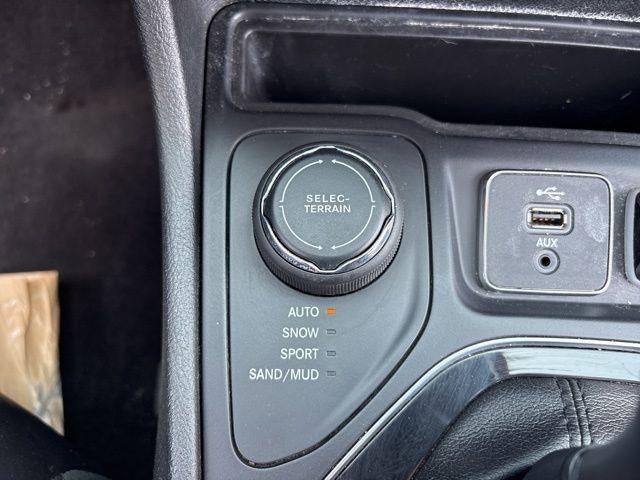 SELEC-
TERRAIN
AUTO
SNOW
SPORT
SAND/MUD
AUX